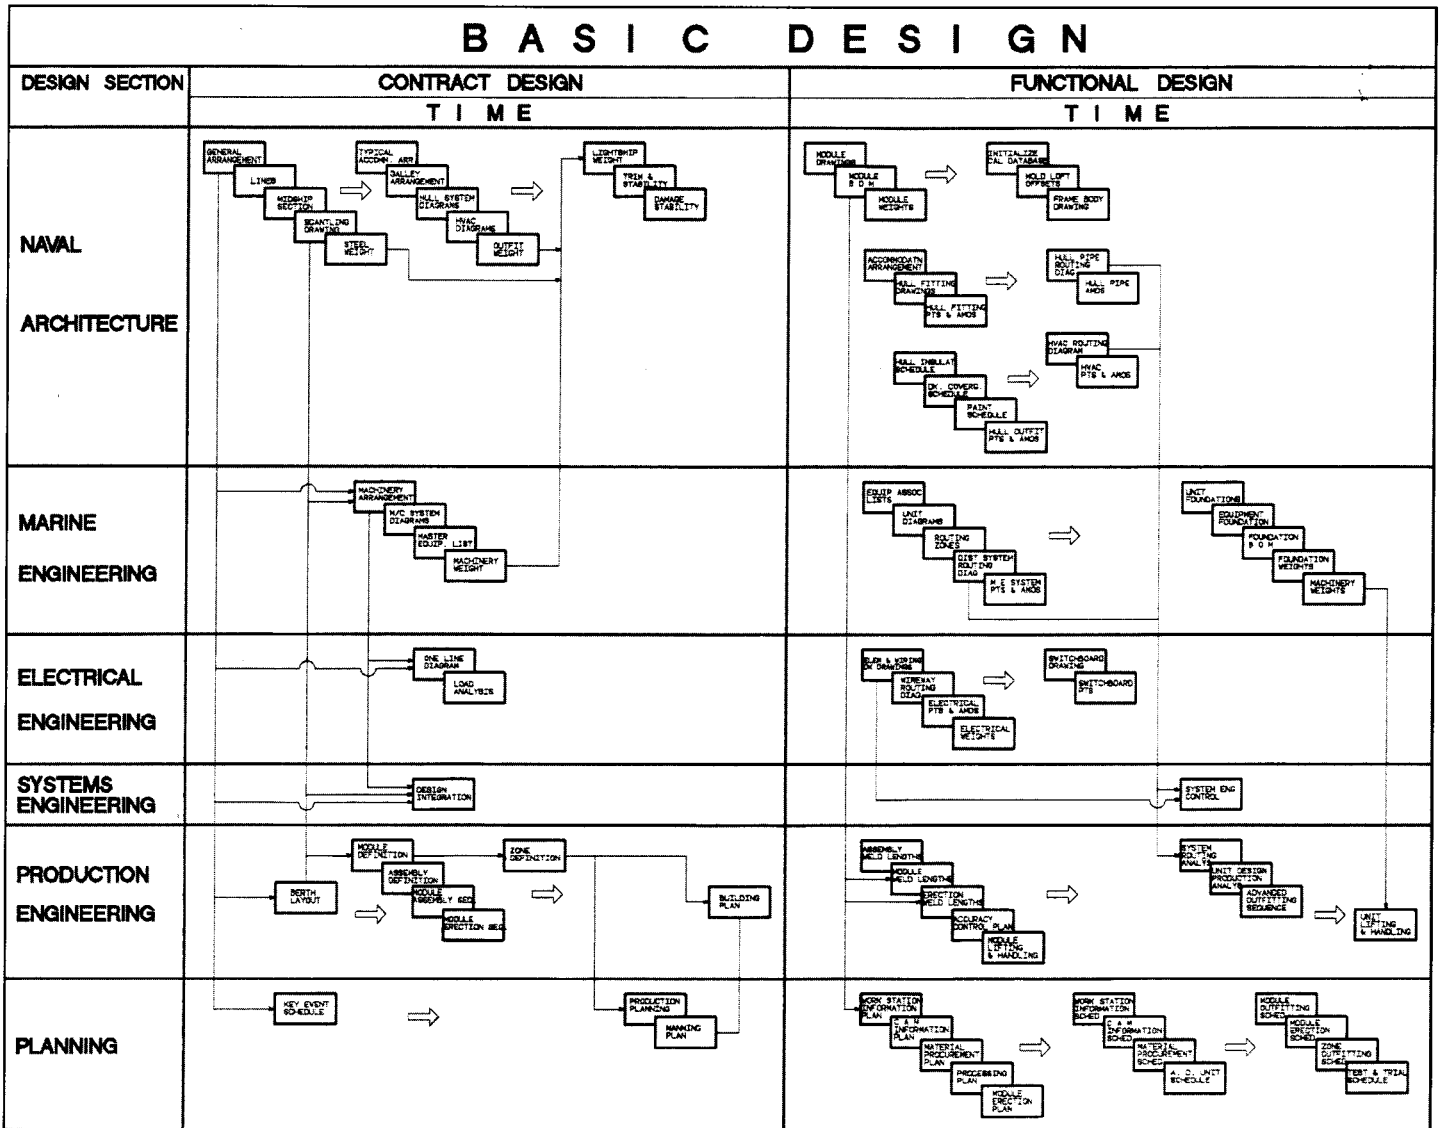 BASIC DESIGN
DESIGN SECTION
CONTRACT DESIGN
FUNCTIONAL DESIGN
TIME
TIME
NAVAL
ARCHITECTURE
GENERAL
ARRANGEMENT
LINES
MIDSHIP
SECTION
SCANTLING
DRAWING
STEEL
WEIGHT
TYPICAL
ACCOMN. ARR.
GALLEY
ARRANGEMENT
HULL SYSTEM
DIAGRAMS
HVAC
DIAGRAMS
OUTFIT
WEIGHT
LIGHTSHIP
WEIGHT
TRIM &
STABILITY
DAMAGE
STABILITY
MODULE
DRAWINGS
MODULE
B O M
MODULE
WEIGHTS
INITIALIZE
CAL DATABASE
MOLD LOFT
OFFSETS
FRAME BODY
DRAWING
ACCOMMODATN
ARRANGEMENT
HULL FITTING
DRAWINGS
HULL FITTING
PTS & AMOS
HULL PIPE
ROUTING
DIAG
HULL PIPE
AMOS
HULL INSULAT
SCHEDULE
DK. COVERG.
SCHEDULE
PAINT
SCHEDULE
HULL OUTFIT
PTS & AMOS
HVAC ROUTING
DIAGRAM
HVAC
PTS & AMOS
MARINE
ENGINEERING
MACHINERY
ARRANGEMENT
M/C SYSTEM
DIAGRAMS
MASTER
EQUIP. LIST
MACHINERY
WEIGHT
EQUIP ASSOC
LISTS
UNIT
DIAGRAMS
ROUTING
ZONES
DIST SYSTEM
ROUTING
DIAG
M E SYSTEM
PTS & AMOS
UNIT
FOUNDATIONS
EQUIPMENT
FOUNDATION
FOUNDATION
B O M
FOUNDATION
WEIGHTS
MACHINERY
WEIGHTS
ELECTRICAL
ENGINEERING
ONE LINE
DIAGRAM
LOAD
ANALYSIS
ELEM & WIRING
DK DRAWINGS
WIREWAY
ROUTING
DIAG
ELECTRICAL
PTS & AMOS
ELECTRICAL
WEIGHTS
SWITCHBOARD
DRAWING
SWITCHBOARD
PTS
SYSTEMS
ENGINEERING
DESIGN
INTEGRATION
SYSTEM ENG
CONTROL
PRODUCTION
ENGINEERING
BERTH
LAYOUT
MODULE
DEFINITION
ASSEMBLY
DEFINITION
MODULE
ASSEMBLY SEQ.
MODULE
ERECTION SEQ.
ZONE
DEFINITION
BUILDING
PLAN
ASSEMBLY
WELD LENGTHS
MODULE
WELD LENGTHS
ERECTION
WELD LENGTHS
ACCURACY
CONTROL PLAN
MODULE
LIFTING
& HANDLING
SYSTEM
ROUTING
ANALYS
UNIT DESIGN
PRODUCTION
ANALYS
ADVANCED
OUTFITTING
SEQUENCE
UNIT
LIFTING
& HANDLING
PLANNING
KEY EVENT
SCHEDULE
PRODUCTION
PLANNING
MANNING
PLAN
WORK STATION
INFORMATION
PLAN
C A M
INFORMATION
PLAN
MATERIAL
PROCUREMENT
PLAN
PROCESSING
PLAN
MODULE
ERECTION
PLAN
WORK STATION
INFORMATION
SCHED
C A M
INFORMATION
SCHED
MATERIAL
PROCUREMENT
SCHED
A. O. UNIT
SCHEDULE
MODULE
OUTFITTING
SCHED
MODULE
ERECTION
SCHED
ZONE
OUTFITTING
SCHED
TEST & TRIAL
SCHEDULE